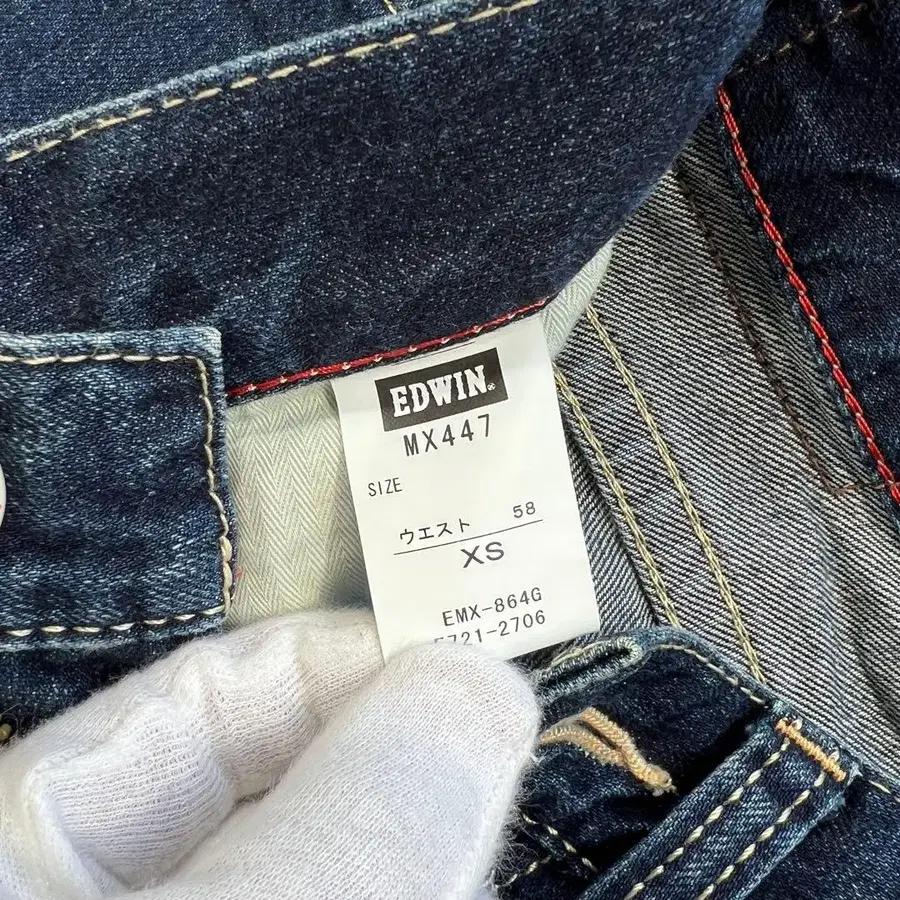 EDWIN®
MX447
SIZE
ウエスト 58
XS
EMX-864G
5721-2706